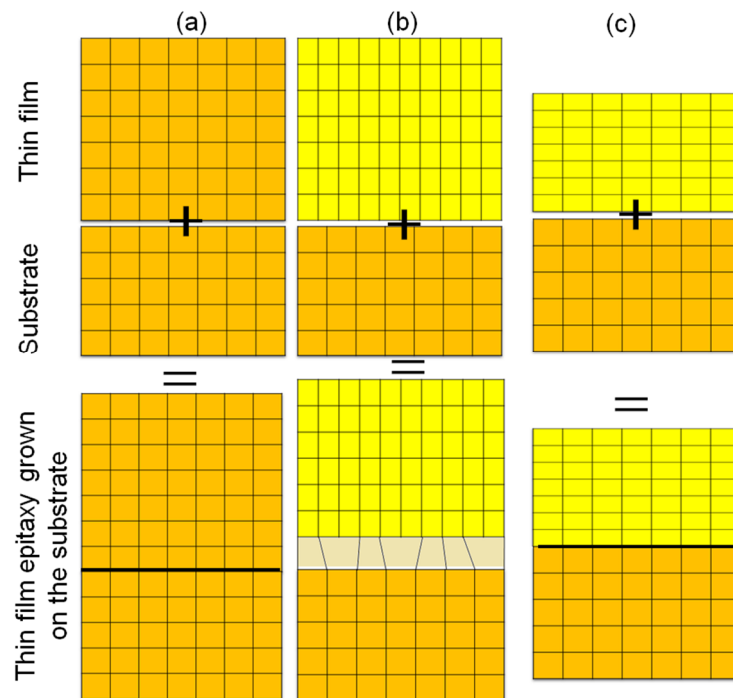 (a)
(b)
(c)
Thin film
Substrate
Thin film epitaxy grown
on the substrate